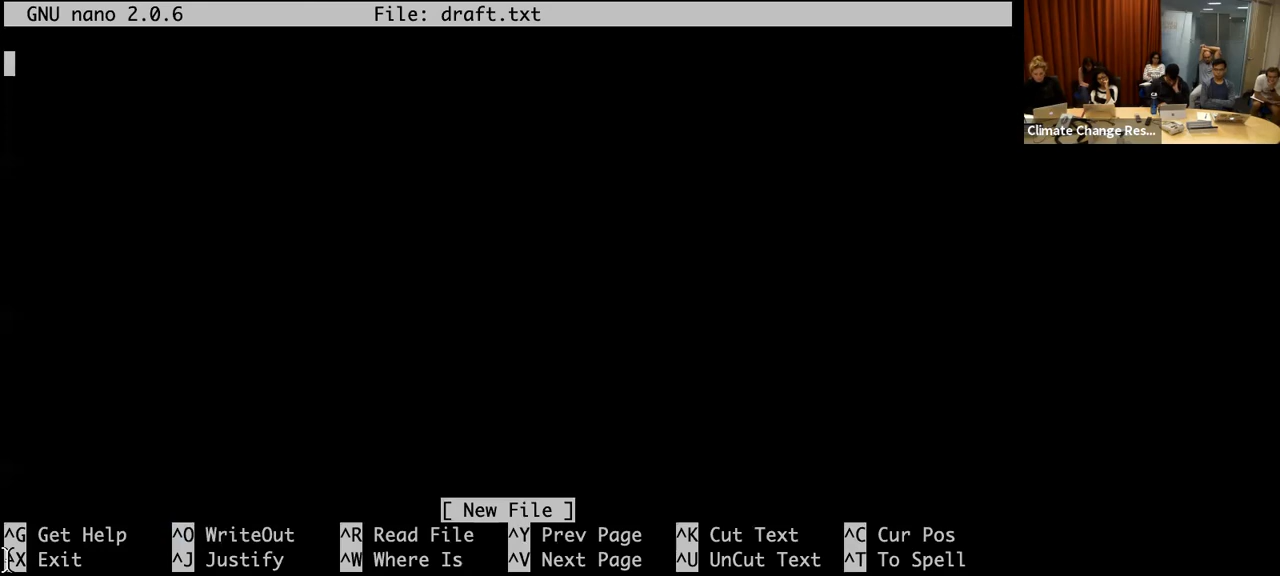 GNU nano 2.0.6 File: draft.txt
Climate Change Res...
[ New File ]
^G Get Help ^O WriteOut ^R Read File ^Y Prev Page ^K Cut Text ^C Cur Pos
^X Exit ^J Justify ^W Where Is ^V Next Page ^U UnCut Text ^T To Spell